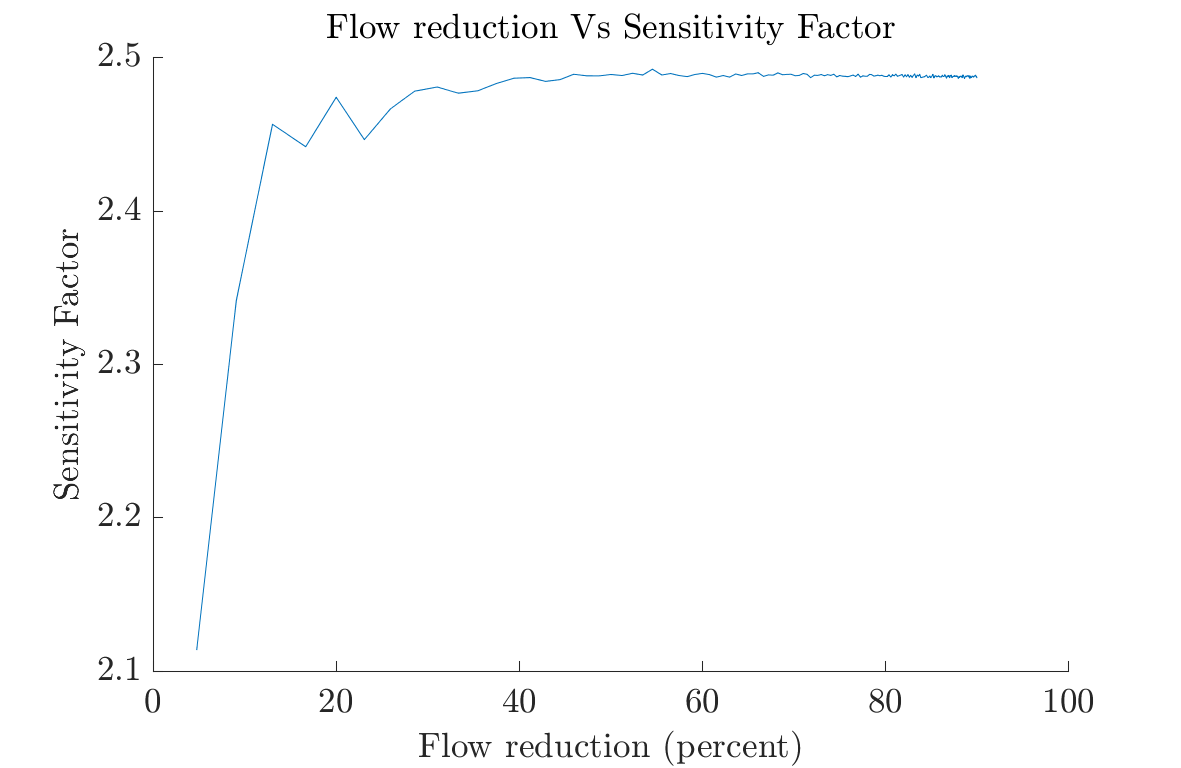 Flow reduction Vs Sensitivity Factor
2.5
2.4
2.3
2.2
2.1
Sensitivity Factor
0 20 40 60 80 100
Flow reduction (percent)